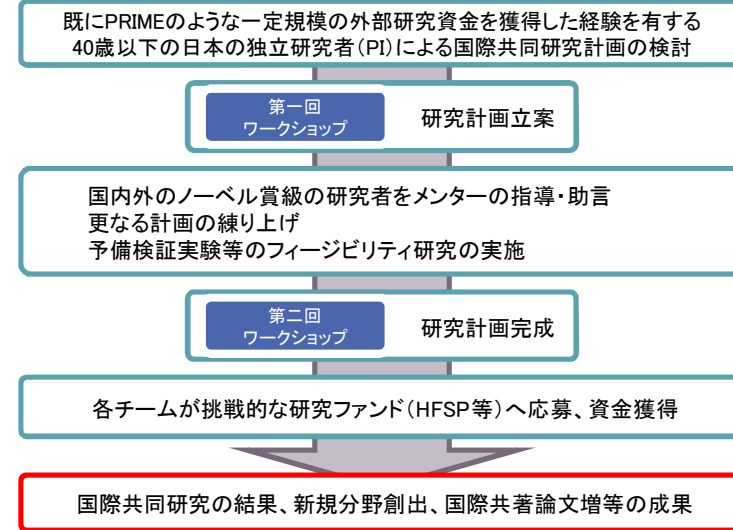 既にPRIMEのような一定規模の外部研究資金を獲得した経験を有する
40歳以下の日本の独立研究者(PI)による国際共同研究計画の検討
第一回
ワークショップ
研究計画立案
国内外のノーベル賞級の研究者をメンターの指導・助言
更なる計画の練り上げ
予備検証実験等のフィージビリティ研究の実施
第二回
ワークショップ
研究計画完成
各チームが挑戦的な研究ファンド(HFSP等)へ応募、資金獲得
国際共同研究の結果、新規分野創出、国際共著論文増等の成果